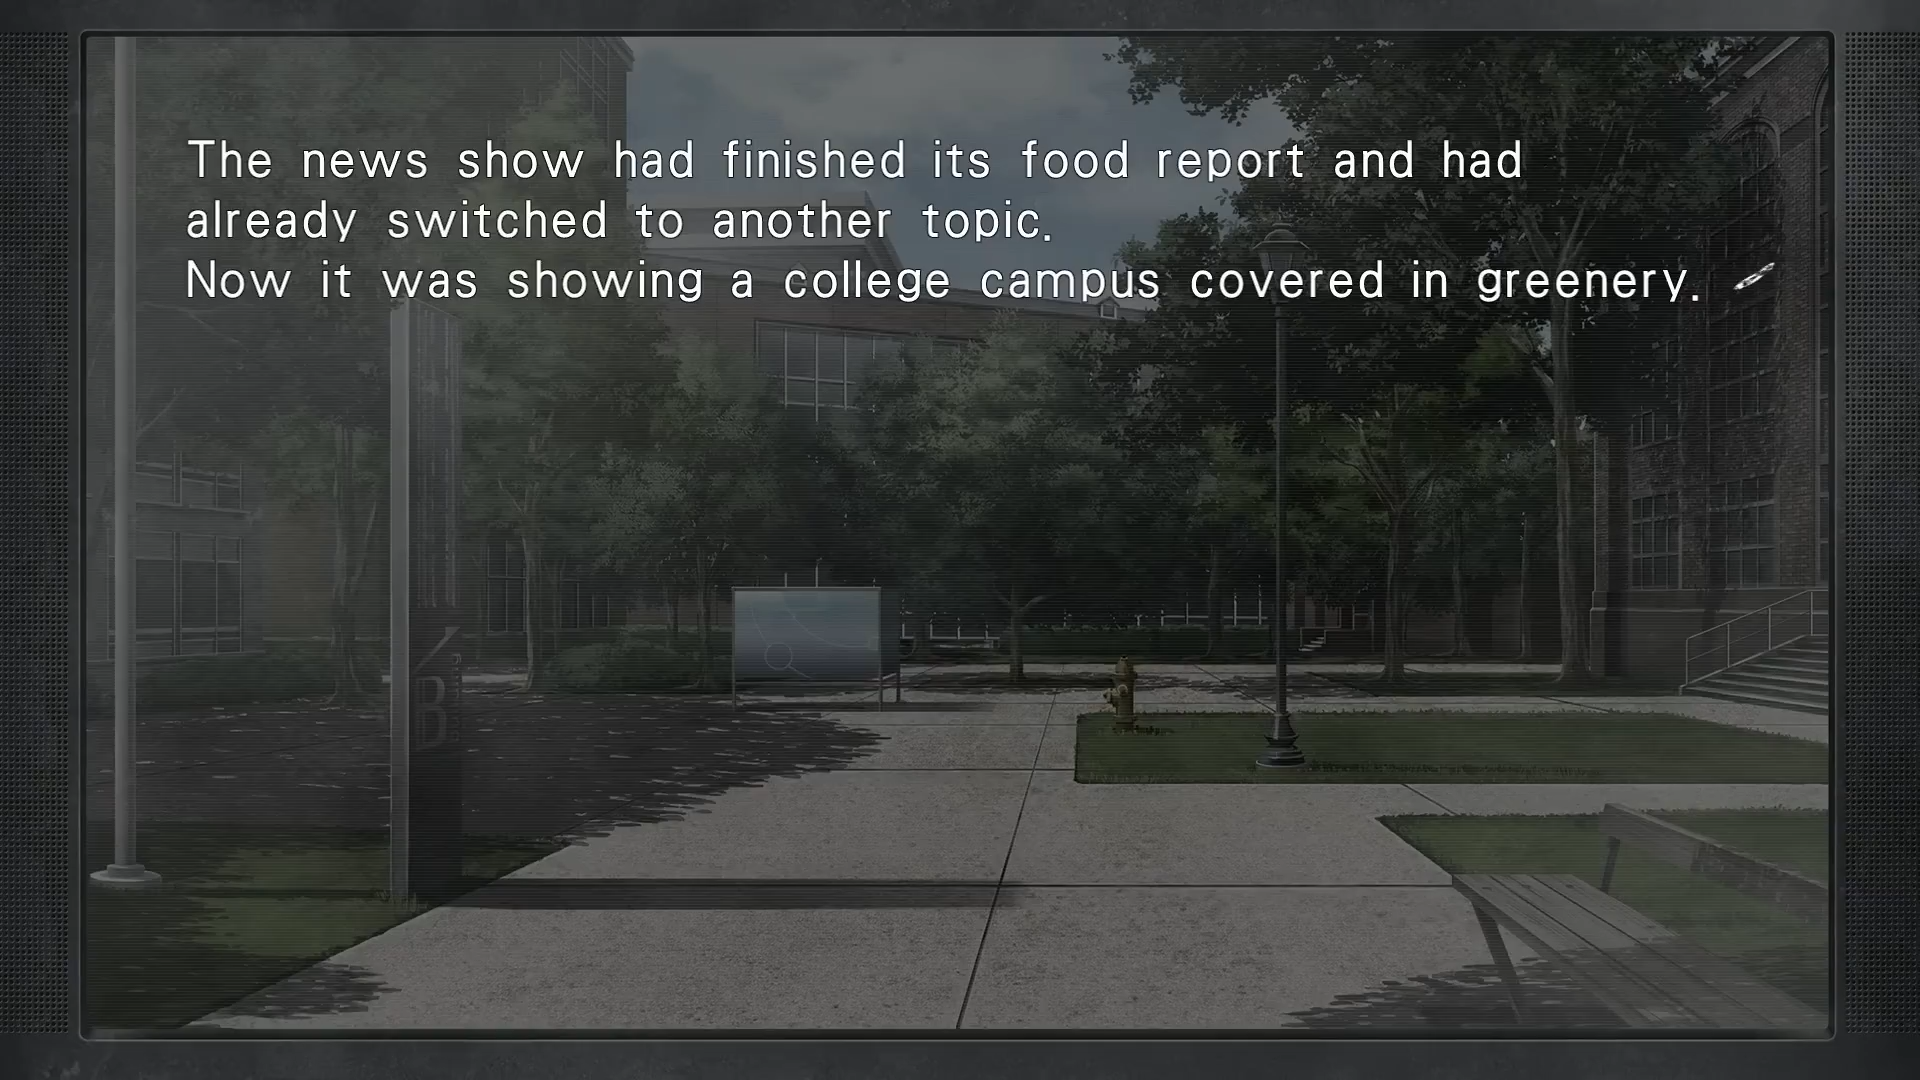 The news show had finished its food report and had
already switched to another topic.
Now it was showing a college campus covered in greenery.
B